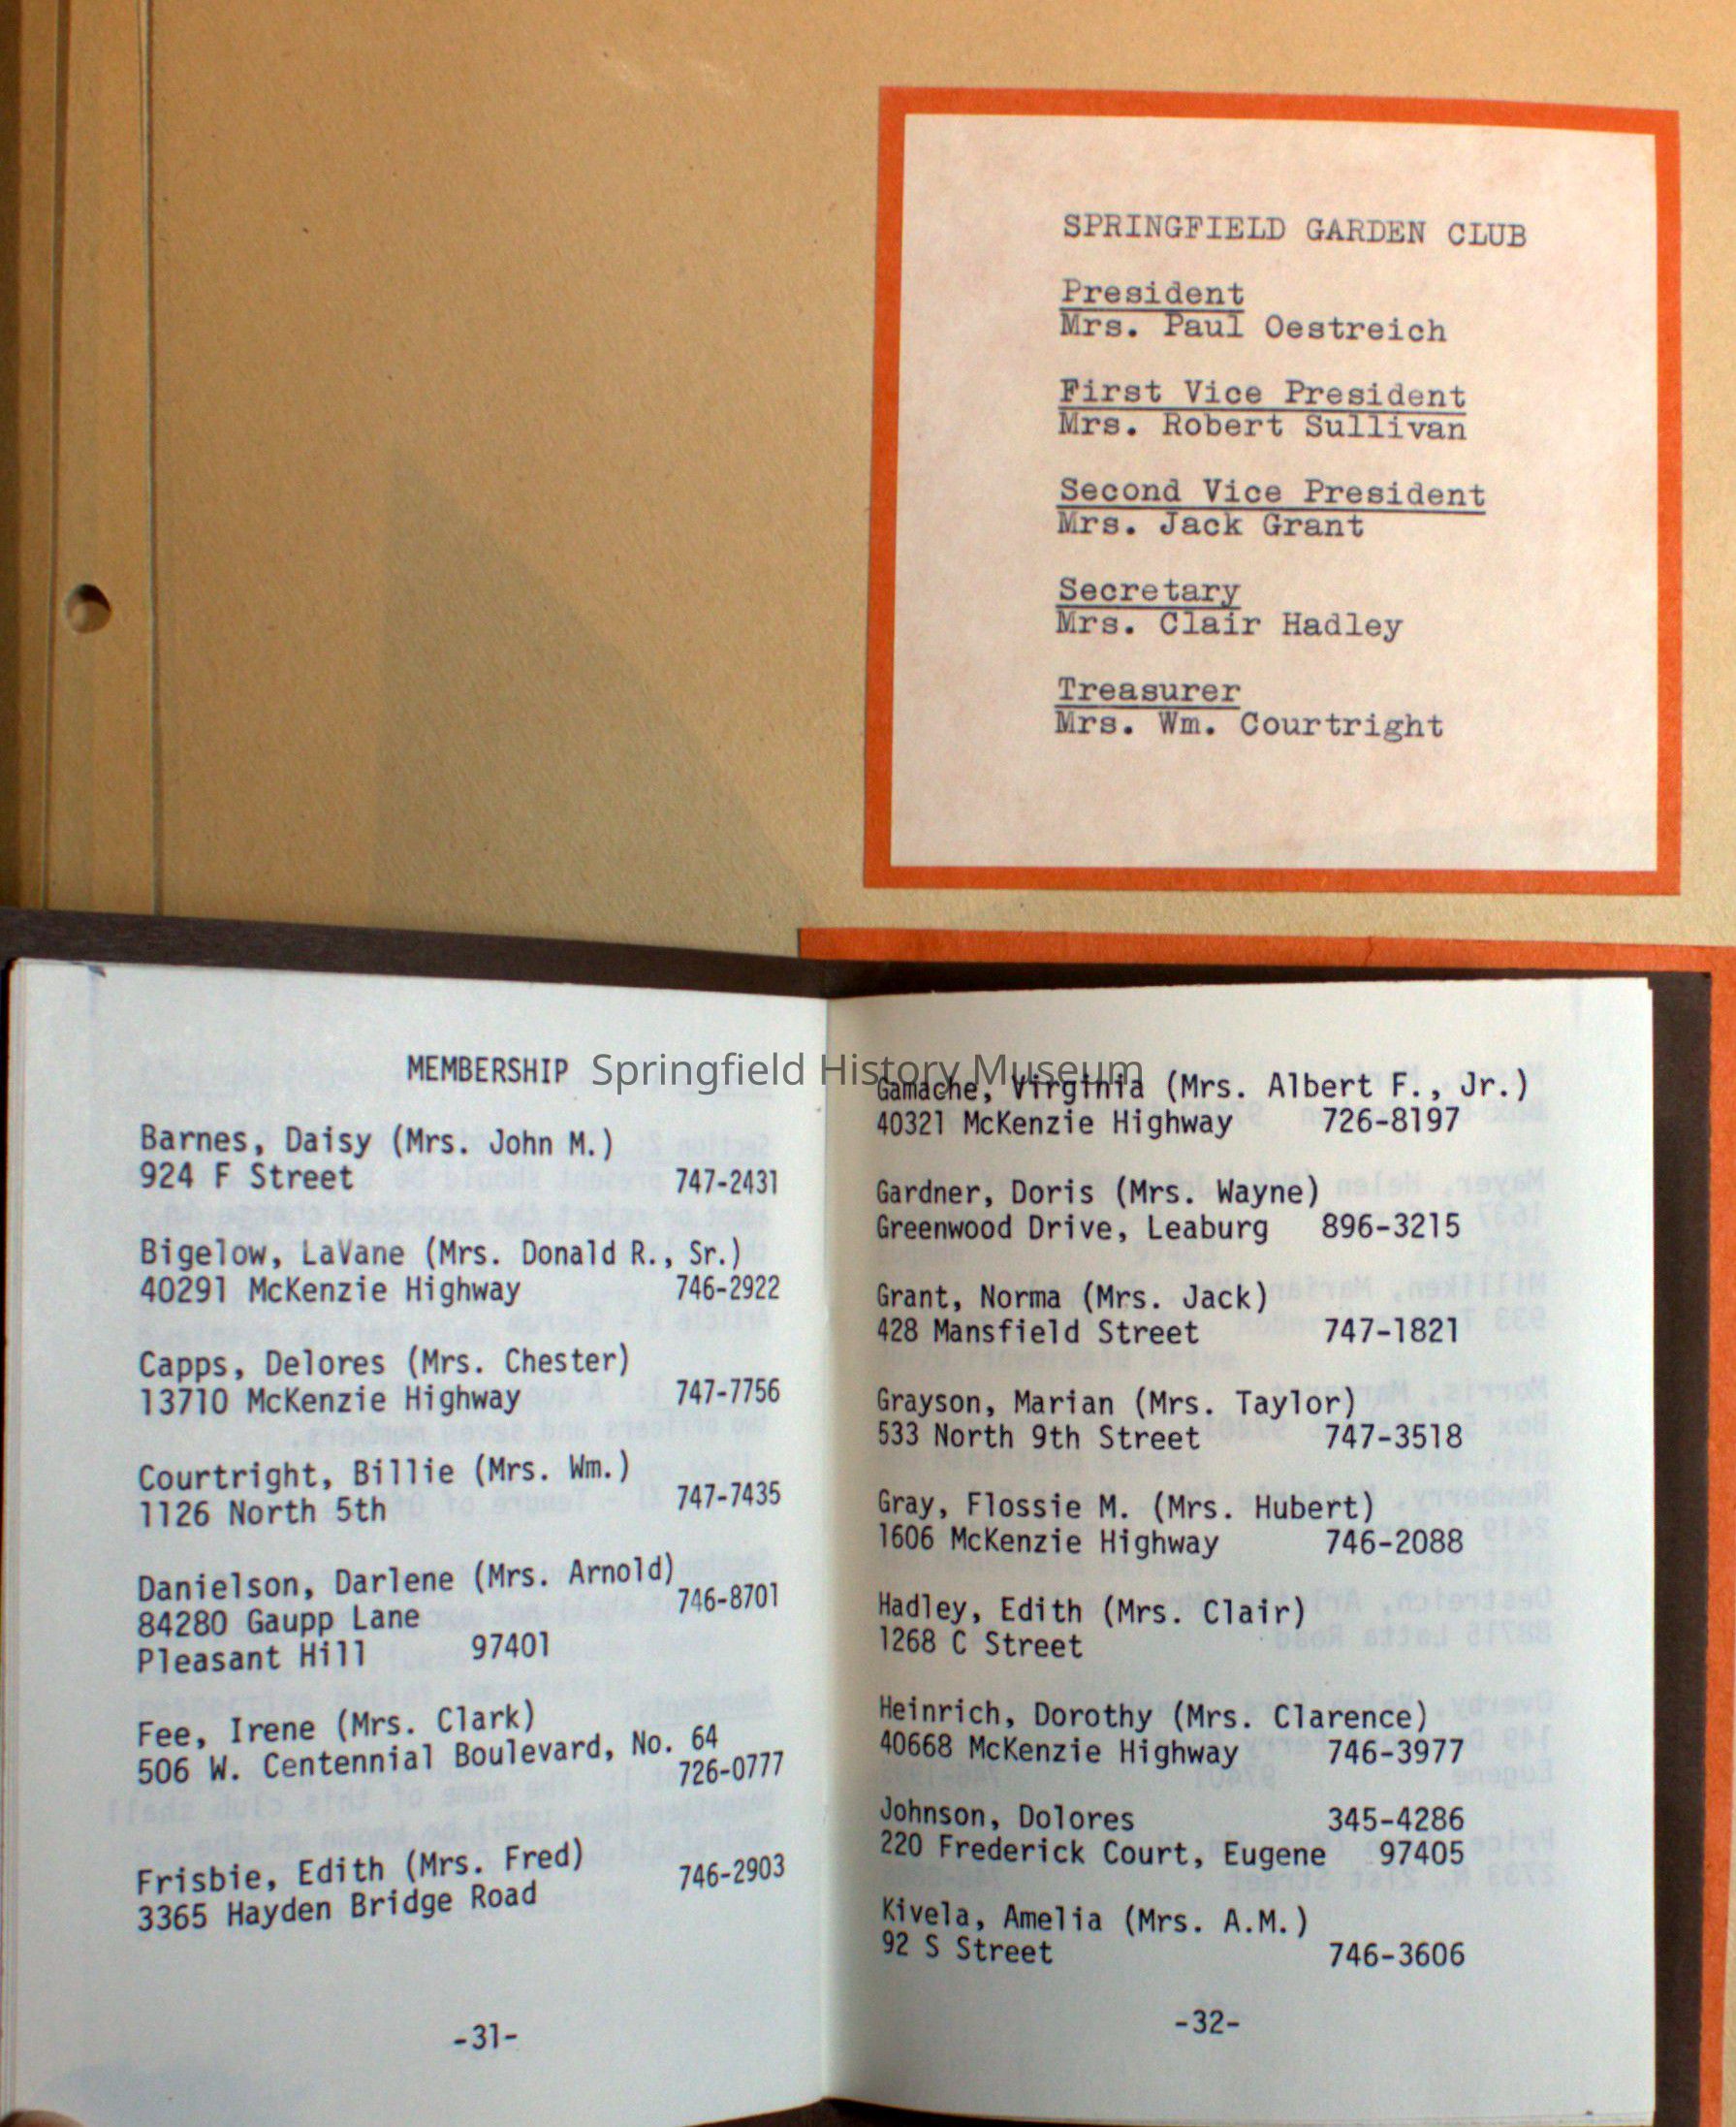 SPRINGFIELD GARDEN CLUB
President
Mrs. Paul Oestreich
First Vice President
Mrs. Robert Sullivan
Second Vice President
Mrs. Jack Grant
Secretary
Mrs. Clair Hadley
Treasurer
Mrs. Wm. Courtright
Springfield History Museum
MEMBERSHIP
Barnes, Daisy (Mrs. John M.)
924 F Street 747-2431
Bigelow, LaVane (Mrs. Donald R., Sr.)
40291 McKenzie Highway 746-2922
Capps, Delores (Mrs. Chester)
13710 McKenzie Highway 747-7756
Courtright, Billie (Mrs. Wm.)
1126 North 5th 747-7435
Danielson, Darlene (Mrs. Arnold)
84280 Gaupp Lane 746-8701
Pleasant Hill 97401
Fee, Irene (Mrs. Clark)
506 W. Centennial Boulevard, No. 64
726-0777
Frisbie, Edith (Mrs. Fred)
3365 Hayden Bridge Road 746-2903
-31-
Gamache, Virginia (Mrs. Albert F., Jr.)
40321 McKenzie Highway 726-8197
Gardner, Doris (Mrs. Wayne)
Greenwood Drive, Leaburg 896-3215
Grant, Norma (Mrs. Jack)
428 Mansfield Street 747-1821
Grayson, Marian (Mrs. Taylor)
533 North 9th Street 747-3518
Gray, Flossie M. (Mrs. Hubert)
1606 McKenzie Highway 746-2088
Hadley, Edith (Mrs. Clair)
1268 C Street
Heinrich, Dorothy (Mrs. Clarence)
40668 McKenzie Highway 746-3977
Johnson, Dolores 345-4286
220 Frederick Court, Eugene 97405
Kivela, Amelia (Mrs. A.M.)
92 S Street 746-3606
-32-